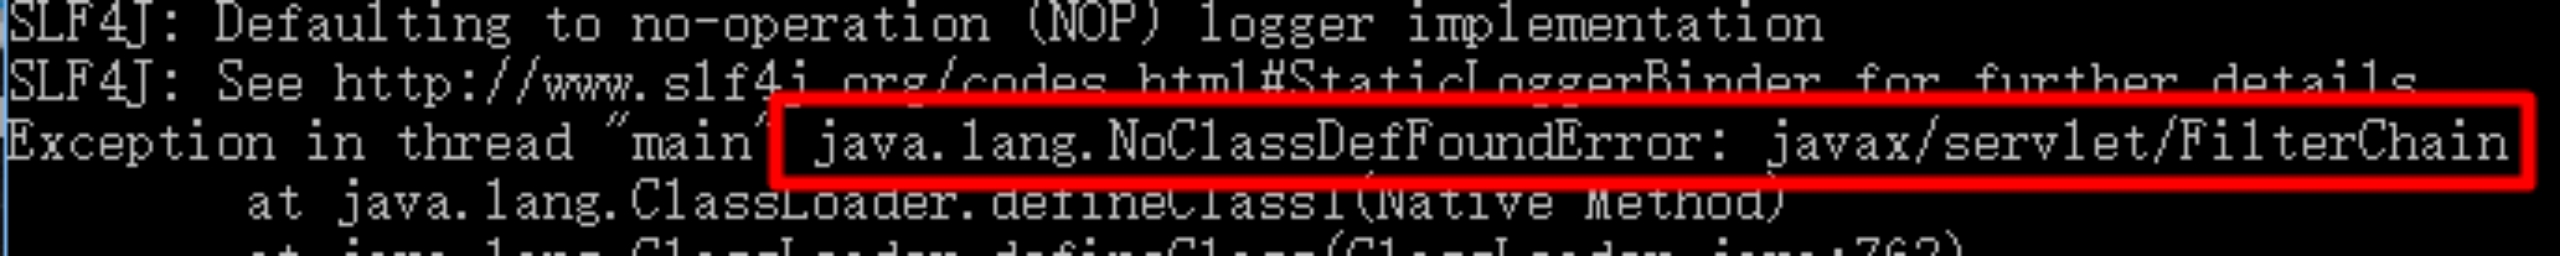 SLF4J: Defaulting to no-operation (NOP) logger implementation
SLF4J: See http://www.slf4j.org/codes.html#StaticLoggerBinder for further details
Exception in thread "main" java.lang.NoClassDefFoundError: javax/servlet/FilterChain
at java.lang.ClassLoader.defineClass1(Native Method)
at java.lang.ClassLoader.defineClass(ClassLoader.java:763)